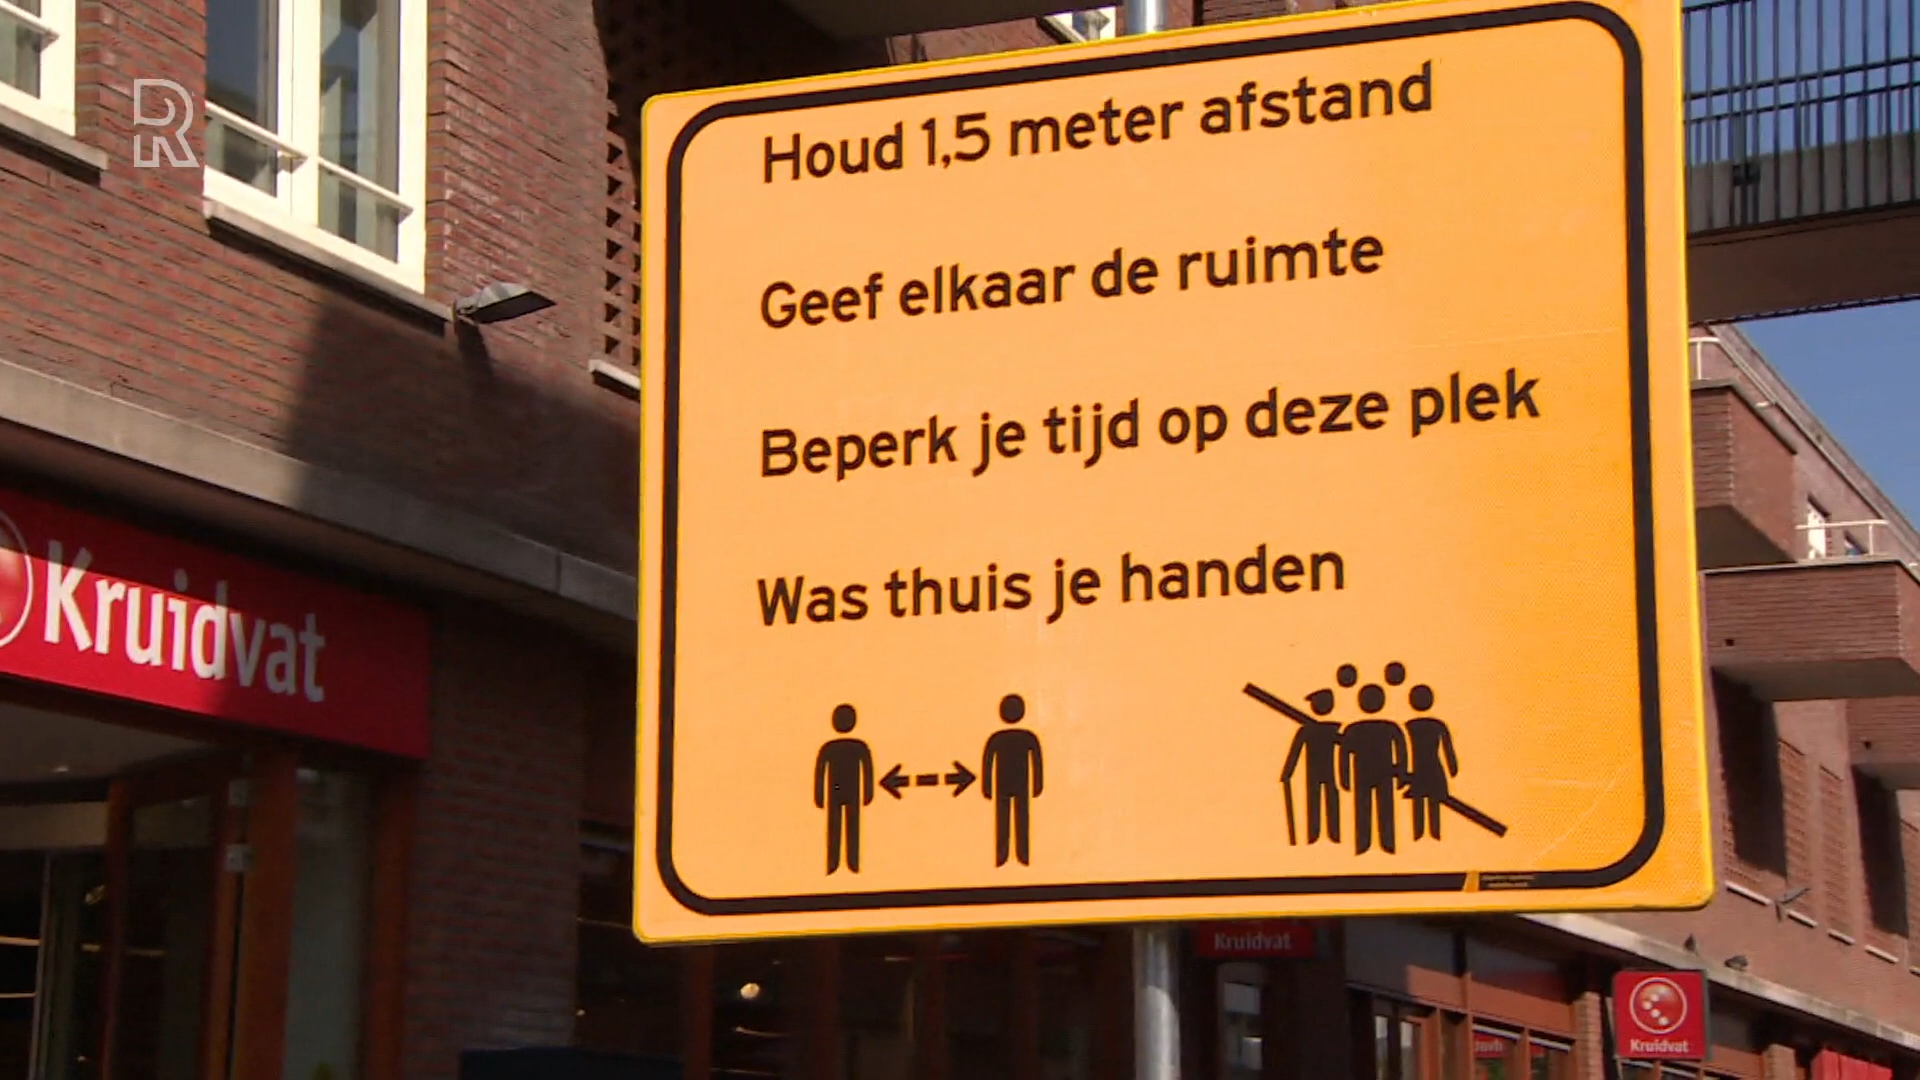 R
Houd 1,5 meter afstand
Geef elkaar de ruimte
Beperk je tijd op deze plek
Was thuis je handen
Kruidvat
Kruidvat
Kruidvat